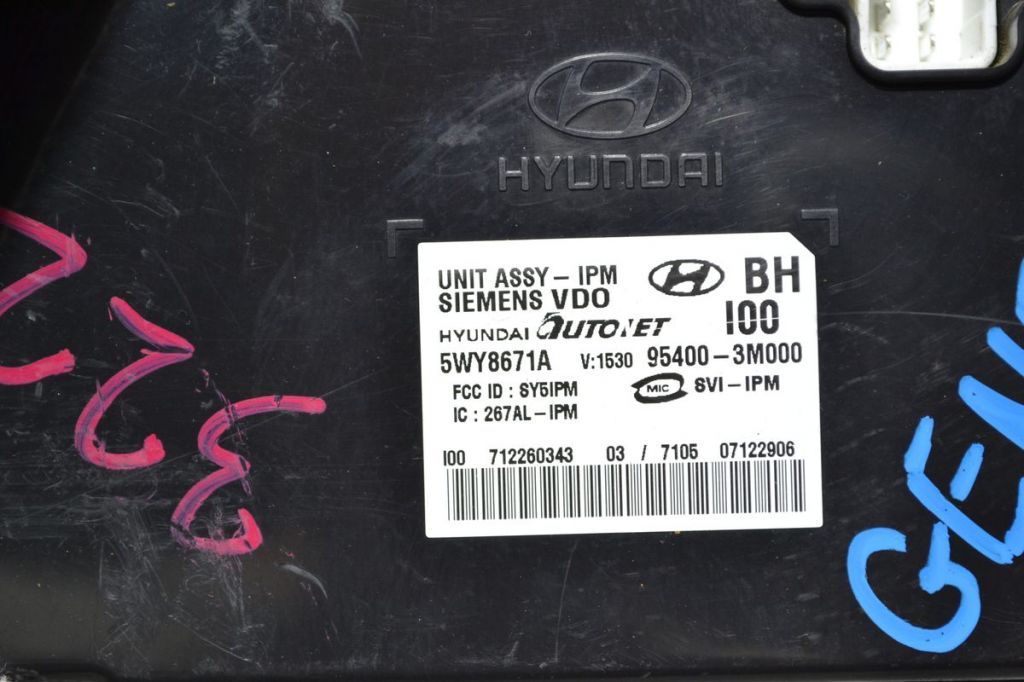 HYUNDAI
UNIT ASSY - IPM
SIEMENS VDO
BH
HYUNDAI AUTONET
I00
5WY8671A V:1530 95400-3M000
FCC ID : SY5IPM MIC SVI-IPM
IC : 267AL-IPM
I00 712260343 03 / 7105 07122906